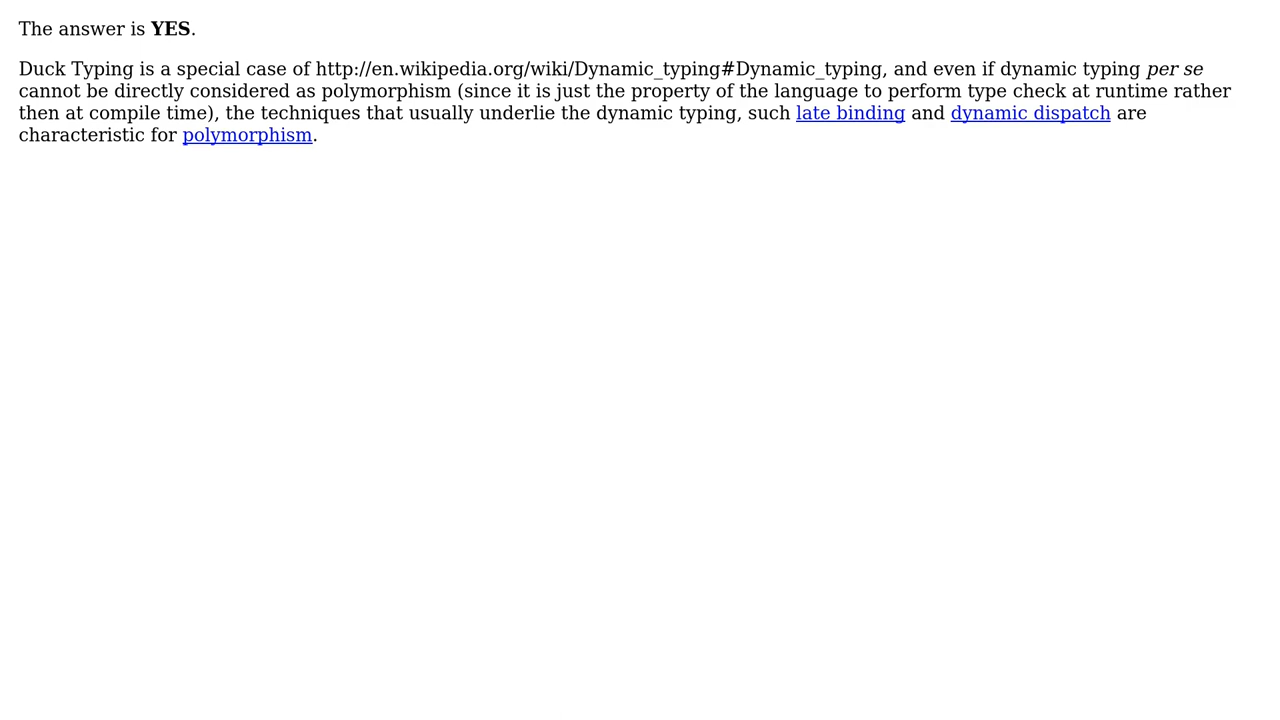 The answer is YES.
Duck Typing is a special case of http://en.wikipedia.org/wiki/Dynamic_typing#Dynamic_typing, and even if dynamic typing per se
cannot be directly considered as polymorphism (since it is just the property of the language to perform type check at runtime rather
then at compile time), the techniques that usually underlie the dynamic typing, such late binding and dynamic dispatch are
characteristic for polymorphism.